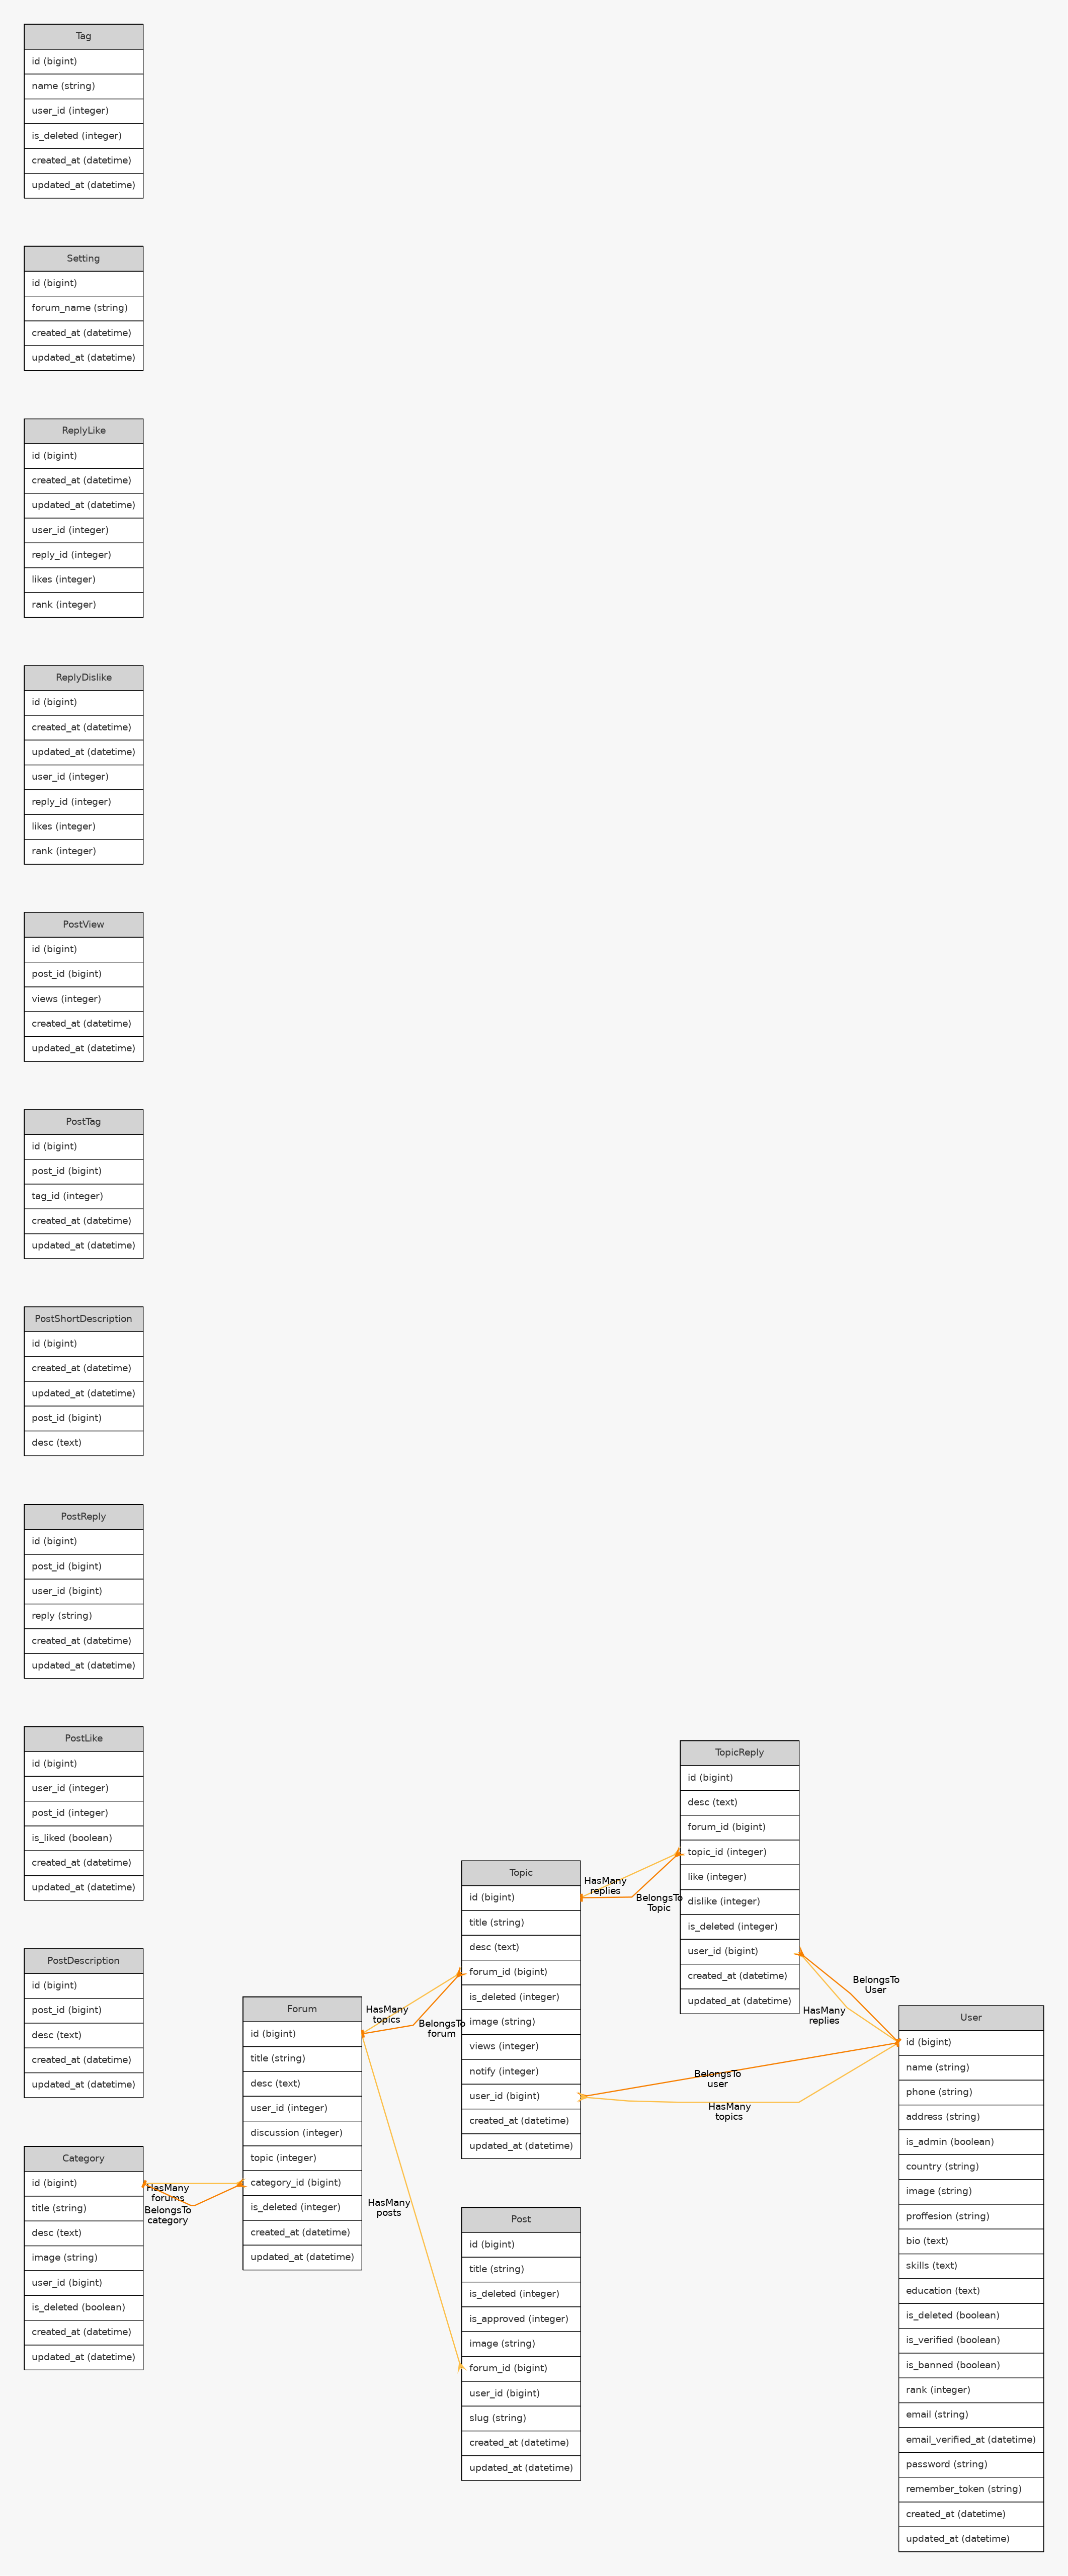 Tag
id (bigint)
name (string)
user_id (integer)
is_deleted (integer)
created_at (datetime)
updated_at (datetime)
Setting
id (bigint)
forum_name (string)
created_at (datetime)
updated_at (datetime)
ReplyLike
id (bigint)
created_at (datetime)
updated_at (datetime)
user_id (integer)
reply_id (integer)
likes (integer)
rank (integer)
ReplyDislike
id (bigint)
created_at (datetime)
updated_at (datetime)
user_id (integer)
reply_id (integer)
likes (integer)
rank (integer)
PostView
id (bigint)
post_id (bigint)
views (integer)
created_at (datetime)
updated_at (datetime)
PostTag
id (bigint)
post_id (bigint)
tag_id (integer)
created_at (datetime)
updated_at (datetime)
PostShortDescription
id (bigint)
created_at (datetime)
updated_at (datetime)
post_id (bigint)
desc (text)
PostReply
id (bigint)
post_id (bigint)
user_id (bigint)
reply (string)
created_at (datetime)
updated_at (datetime)
PostLike
id (bigint)
user_id (integer)
post_id (integer)
is_liked (boolean)
created_at (datetime)
updated_at (datetime)
PostDescription
id (bigint)
post_id (bigint)
desc (text)
created_at (datetime)
updated_at (datetime)
Category
id (bigint)
title (string)
desc (text)
image (string)
user_id (bigint)
is_deleted (boolean)
created_at (datetime)
updated_at (datetime)
HasMany
forums
BelongsTo
category
Forum
id (bigint)
title (string)
desc (text)
user_id (integer)
discussion (integer)
topic (integer)
category_id (bigint)
is_deleted (integer)
created_at (datetime)
updated_at (datetime)
HasMany
topics
BelongsTo
forum
HasMany
posts
Topic
id (bigint)
title (string)
desc (text)
forum_id (bigint)
is_deleted (integer)
image (string)
views (integer)
notify (integer)
user_id (bigint)
created_at (datetime)
updated_at (datetime)
Post
id (bigint)
title (string)
is_deleted (integer)
is_approved (integer)
image (string)
forum_id (bigint)
user_id (bigint)
slug (string)
created_at (datetime)
updated_at (datetime)
HasMany
replies
BelongsTo
Topic
TopicReply
id (bigint)
desc (text)
forum_id (bigint)
topic_id (integer)
like (integer)
dislike (integer)
is_deleted (integer)
user_id (bigint)
created_at (datetime)
updated_at (datetime)
BelongsTo
User
HasMany
replies
BelongsTo
user
HasMany
topics
User
id (bigint)
name (string)
phone (string)
address (string)
is_admin (boolean)
country (string)
image (string)
proffesion (string)
bio (text)
skills (text)
education (text)
is_deleted (boolean)
is_verified (boolean)
is_banned (boolean)
rank (integer)
email (string)
email_verified_at (datetime)
password (string)
remember_token (string)
created_at (datetime)
updated_at (datetime)